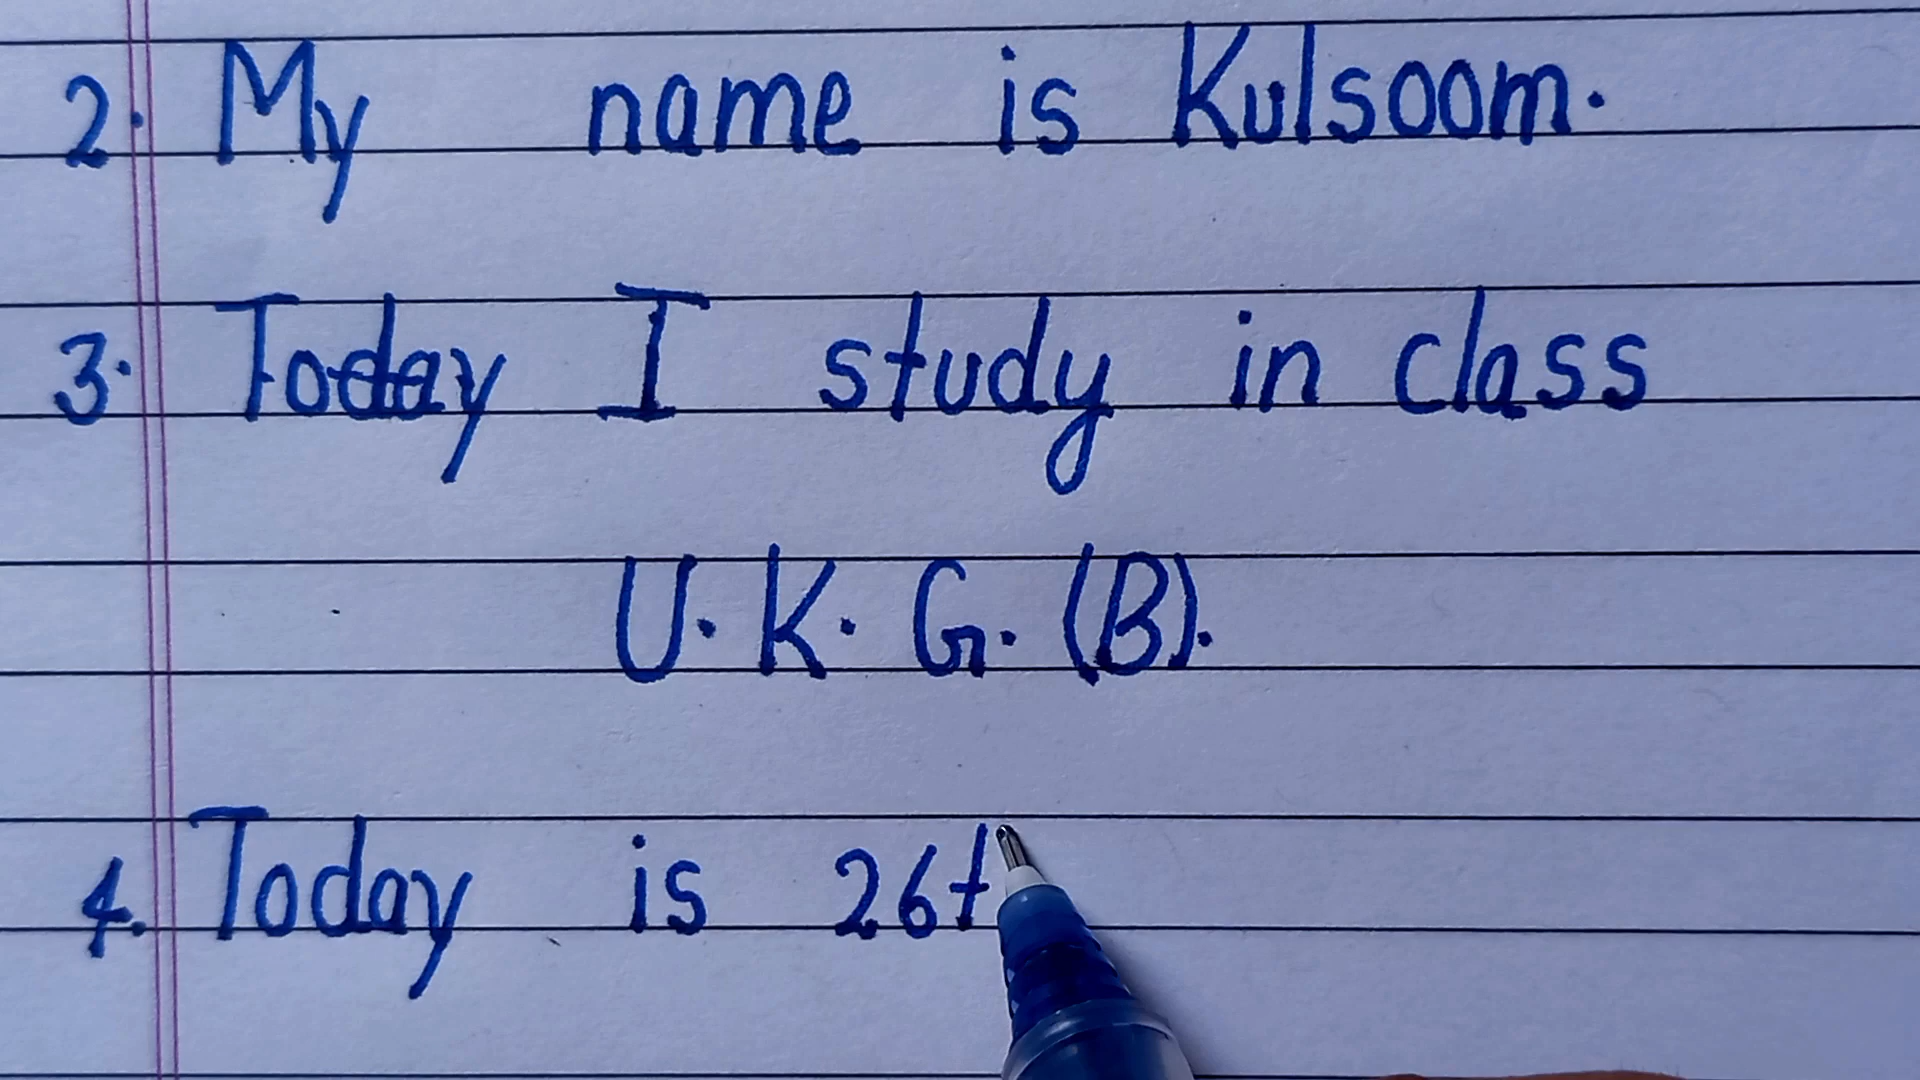 2. My name is Kulsoom.
3. Today I study in class
U. K. G. (B).
4. Today is 26t